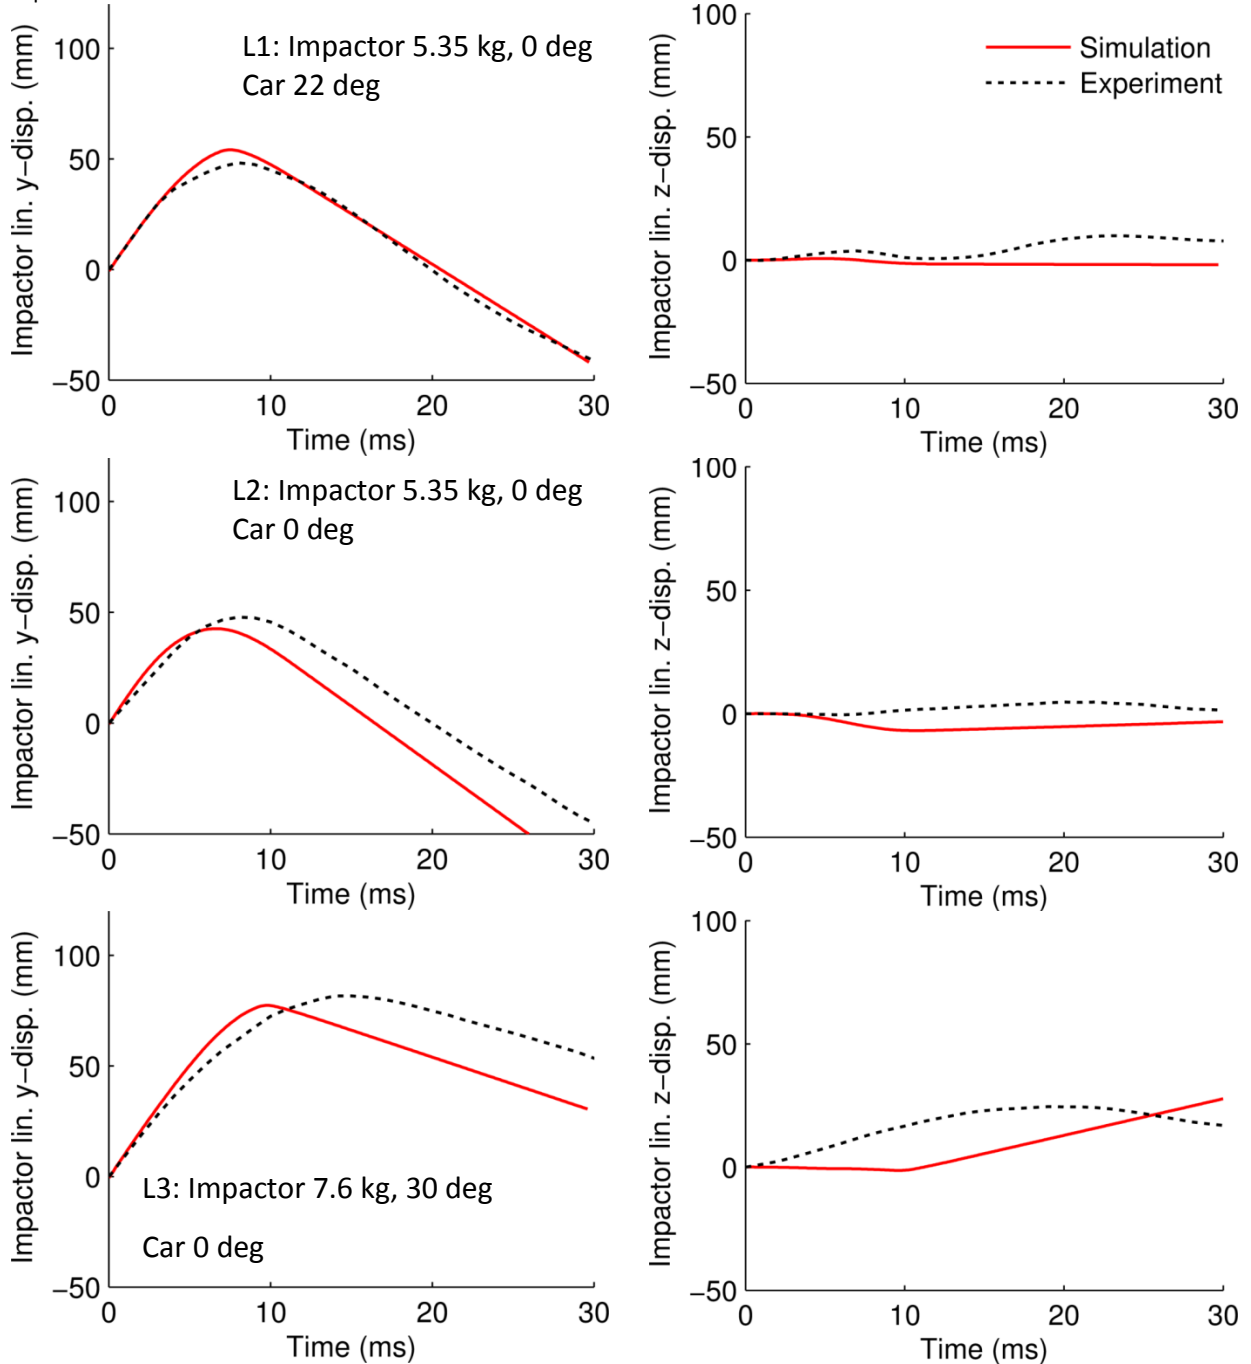 100
50
0
−50
0
10
20
30
Impactor lin. y−disp. (mm)
Time (ms)
L1: Impactor 5.35 kg, 0 deg
Car 22 deg
100
50
0
−50
0
10
20
30
Impactor lin. z−disp. (mm)
Time (ms)
Simulation
Experiment
100
50
0
−50
0
10
20
30
Impactor lin. y−disp. (mm)
Time (ms)
L2: Impactor 5.35 kg, 0 deg
Car 0 deg
100
50
0
−50
0
10
20
30
Impactor lin. z−disp. (mm)
Time (ms)
100
50
0
−50
0
10
20
30
Impactor lin. y−disp. (mm)
Time (ms)
L3: Impactor 7.6 kg, 30 deg
Car 0 deg
100
50
0
−50
0
10
20
30
Impactor lin. z−disp. (mm)
Time (ms)